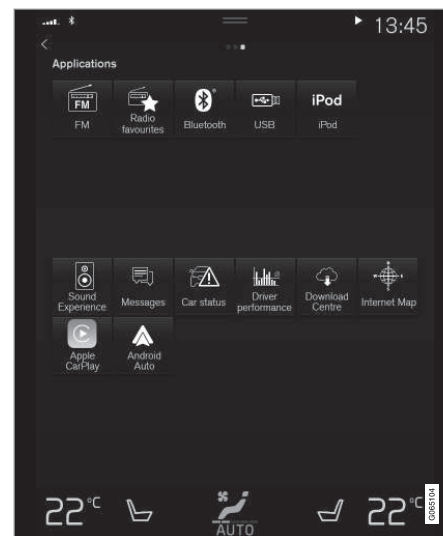 13:45
Applications
FM
iPod
FM
Radio
favourites
Bluetooth
USB
iPod
Sound
Experience
Messages
Car status
Driver
performance
Download
Centre
Internet Map
Apple
CarPlay
Android
Auto
22°C
AUTO
22°C
G065104